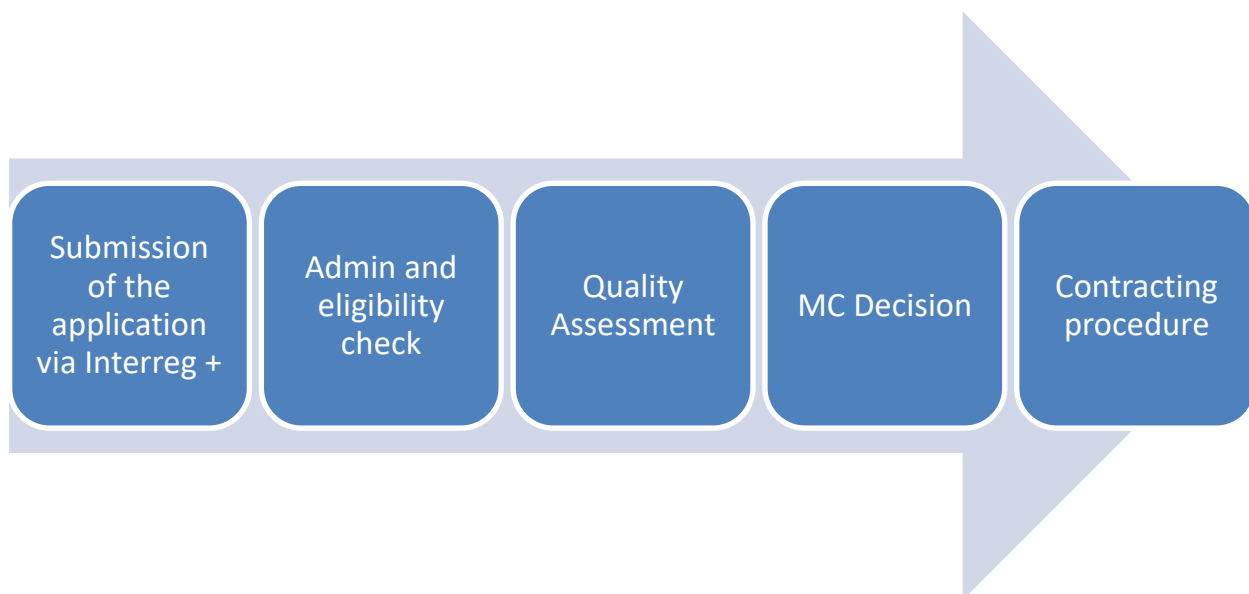 Submission
of the
application
via Interreg +
Admin and
eligibility
check
Quality
Assessment
MC Decision
Contracting
procedure